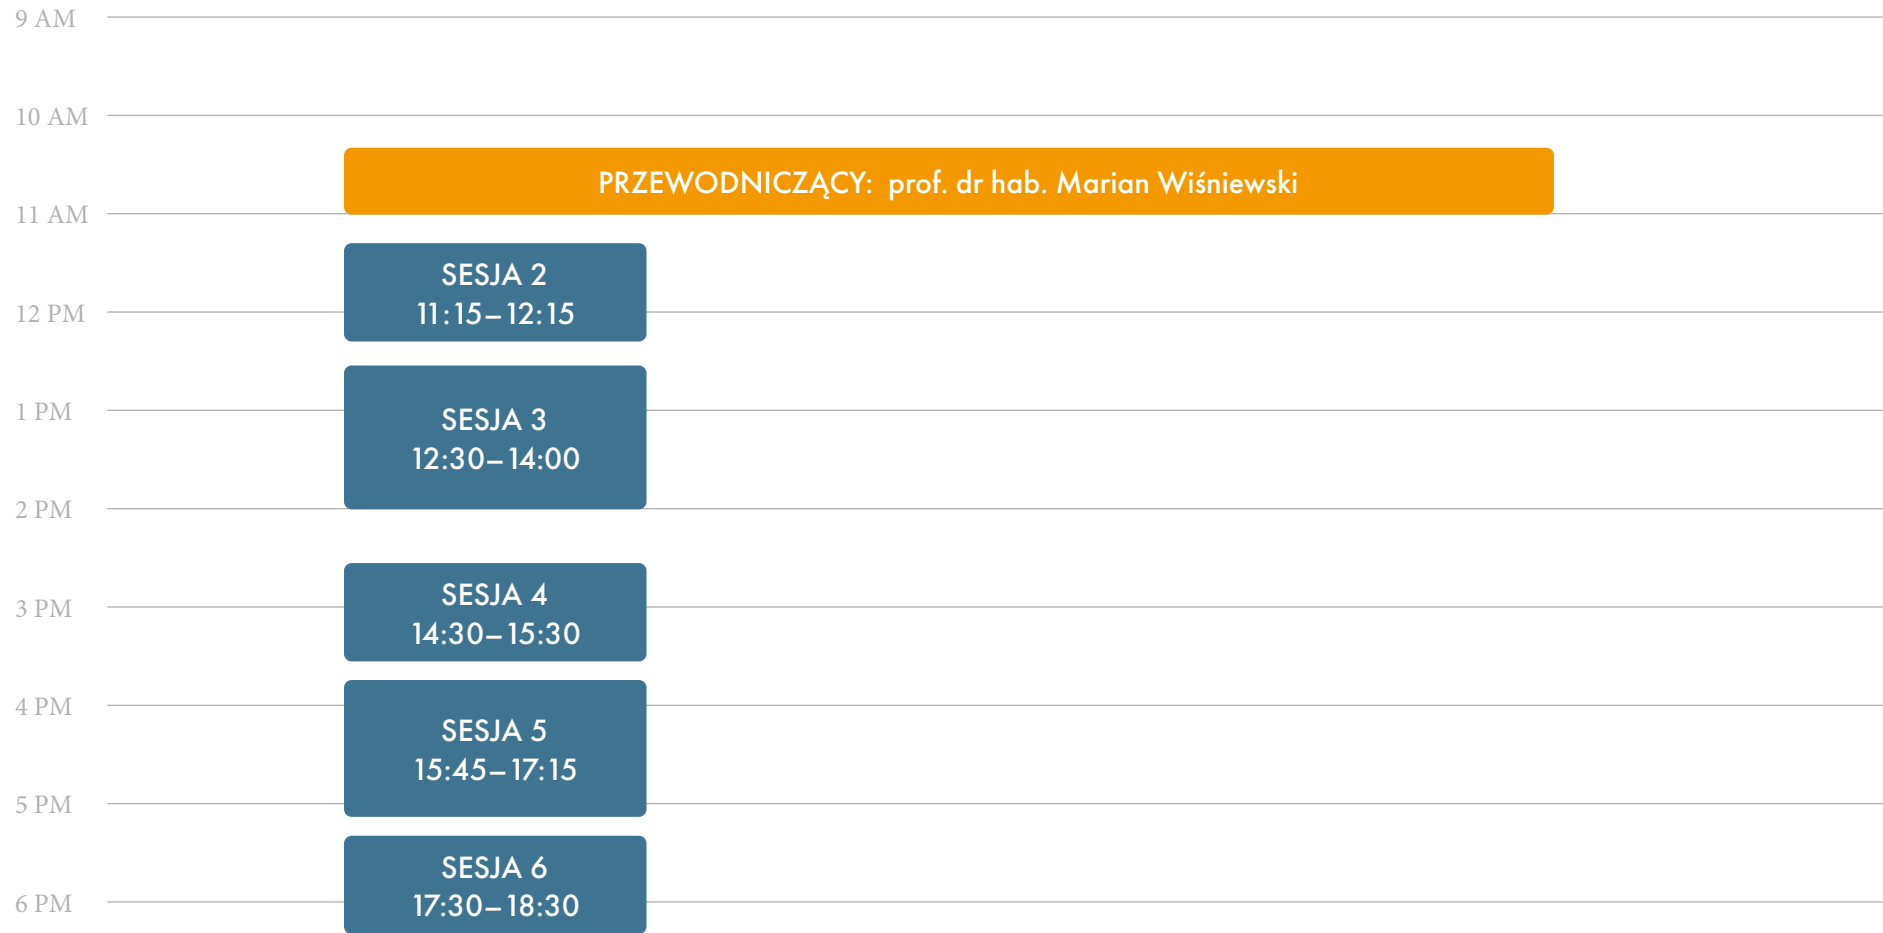 9 AM
10 AM
PRZEWODNICZĄCY: prof. dr hab. Marian Wiśniewski
11 AM
SESJA 2
11:15–12:15
12 PM
SESJA 3
12:30–14:00
1 PM
2 PM
SESJA 4
14:30–15:30
3 PM
4 PM
SESJA 5
15:45–17:15
5 PM
SESJA 6
17:30–18:30
6 PM